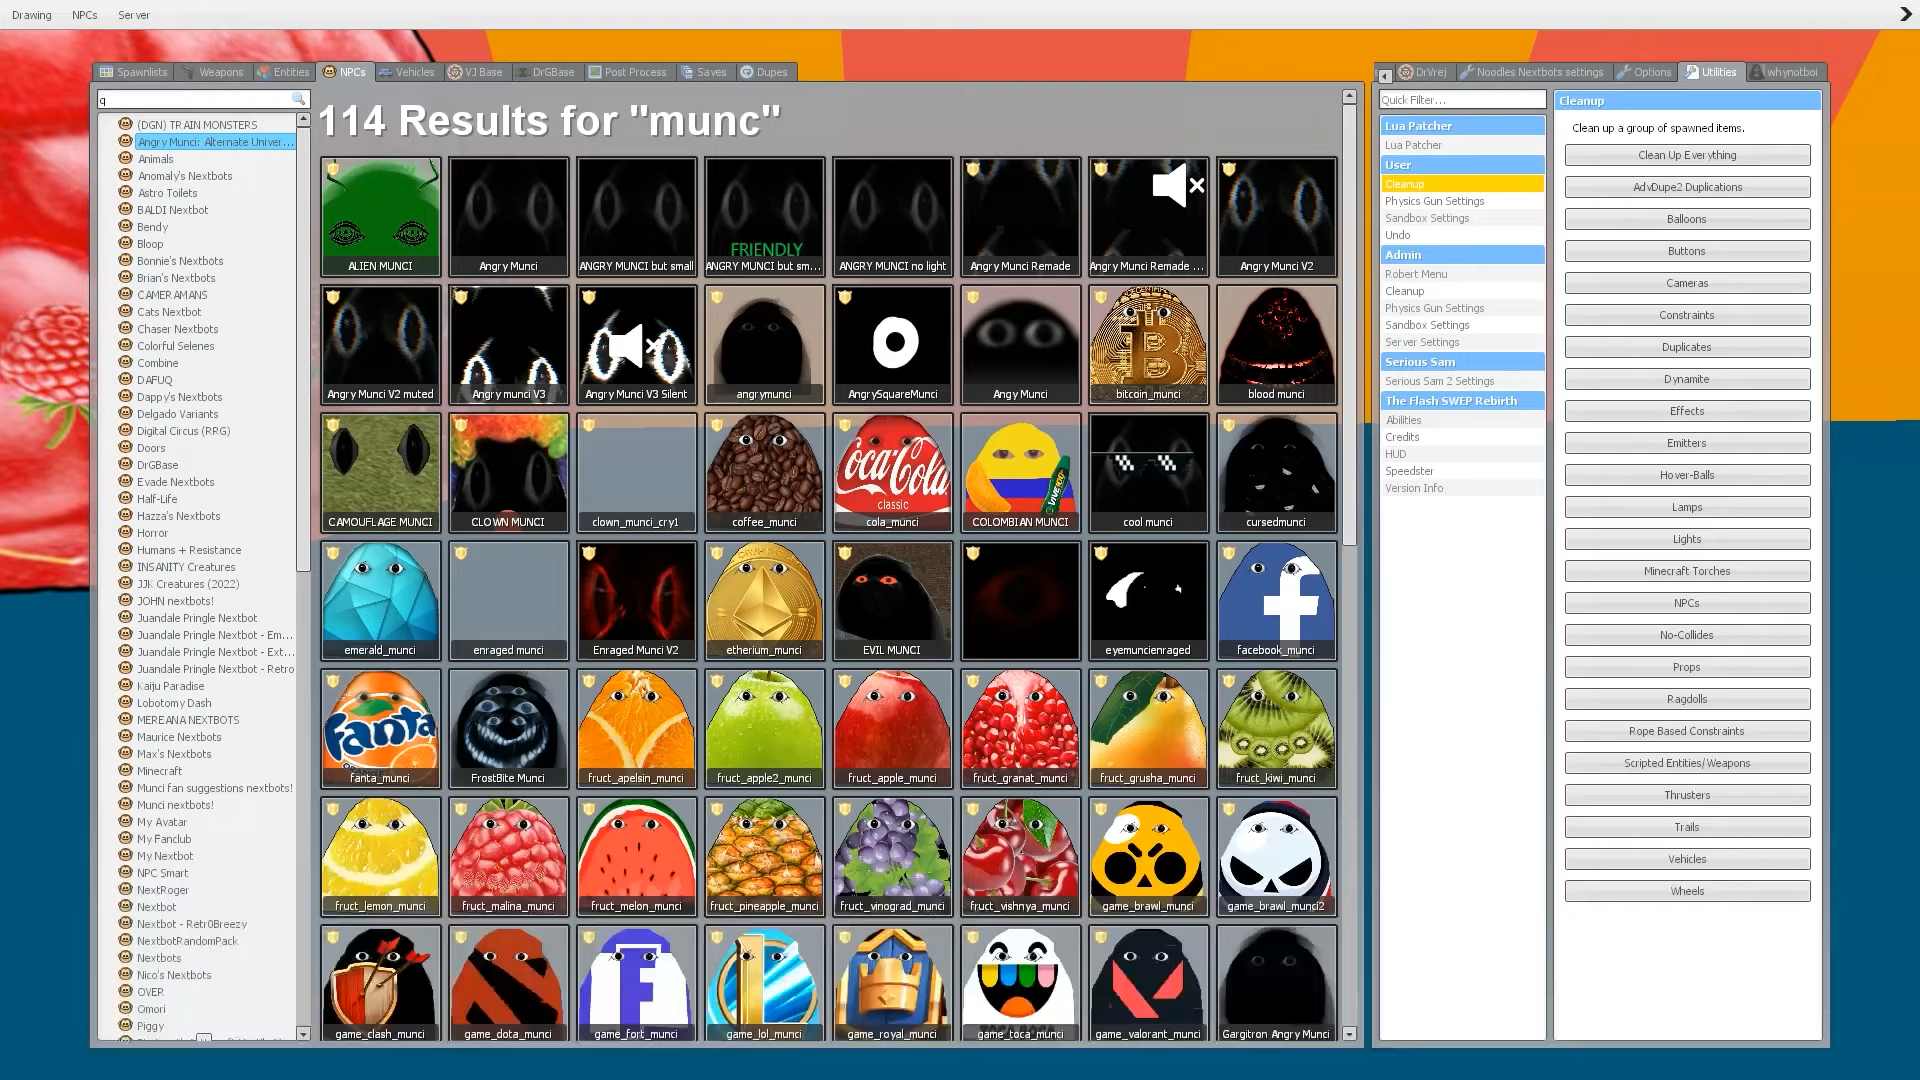 Drawing NPCs Server
Spawnlists Weapons Entities NPCs Vehicles VJ Base DrGBase Post Process Saves Dupes
DrVrej Noodles Nextbots settings Options Utilities whynotboi
q
114 Results for "munc"
(DGN) TRAIN MONSTERS
Angry Munci: Alternate Univer...
Animals
Anomaly's Nextbots
Astro Toilets
BALDI Nextbot
Bendy
Bloop
Bonnie's Nextbots
Brian's Nextbots
CAMERAMANS
Cats Nextbot
Chaser Nextbots
Colorful Selenes
Combine
DAFUQ
Dappy's Nextbots
Delgado Variants
Digital Circus (RRG)
Doors
DrGBase
Evade Nextbots
Half-Life
Hazza's Nextbots
Horror
Humans + Resistance
INSANITY Creatures
JJK Creatures (2022)
JOHN nextbots!
Juandale Pringle Nextbot
Juandale Pringle Nextbot - Em...
Juandale Pringle Nextbot - Ext...
Juandale Pringle Nextbot - Retro
Kaiju Paradise
Lobotomy Dash
MEREANA NEXTBOTS
Maurice Nextbots
Max's Nextbots
Minecraft
Munci fan suggestions nextbots!
Munci nextbots!
My Avatar
My Fanclub
My Nextbot
NPC Smart
NextRoger
Nextbot
Nextbot - Retr0Breezy
NextbotRandomPack
Nextbots
Nico's Nextbots
OVER
Omori
Piggy
FRIENDLY
ALIEN MUNCI Angry Munci ANGRY MUNCI but small ANGRY MUNCI but sm... ANGRY MUNCI no light Angry Munci Remade Angry Munci Remade ... Angry Munci V2
B
Angry Munci V2 muted Angry munci V3 Angry Munci V3 Silent angrymunci AngrySquareMunci Angy Munci bitcoin_munci blood munci
Coca-Cola
classic
VIVE100
CAMOUFLAGE MUNCI CLOWN MUNCI clown_munci_cry1 coffee_munci cola_munci COLOMBIAN MUNCI cool munci cursedmunci
f
emerald_munci enraged munci Enraged Munci V2 etherium_munci EVIL MUNCI eyemuncienraged facebook_munci
Fanta
fanta_munci FrostBite Munci fruct_apelsin_munci fruct_apple2_munci fruct_apple_munci fruct_granat_munci fruct_grusha_munci fruct_kiwi_munci
fruct_lemon_munci fruct_malina_munci fruct_melon_munci fruct_pineapple_munci fruct_vinograd_munci fruct_vishnya_munci game_brawl_munci game_brawl_munci2
F
L
game_clash_munci game_dota_munci game_fort_munci game_lol_munci game_royal_munci game_toca_munci game_valorant_munci Gargitron Angry Munci
Quick Filter...
Lua Patcher
Lua Patcher
User
Cleanup
Physics Gun Settings
Sandbox Settings
Undo
Admin
Robert Menu
Cleanup
Physics Gun Settings
Sandbox Settings
Server Settings
Serious Sam
Serious Sam 2 Settings
The Flash SWEP Rebirth
Abilities
Credits
HUD
Speedster
Version Info
Cleanup
Clean up a group of spawned items.
Clean Up Everything
AdvDupe2 Duplications
Balloons
Buttons
Cameras
Constraints
Duplicates
Dynamite
Effects
Emitters
Hover-Balls
Lamps
Lights
Minecraft Torches
NPCs
No-Collides
Props
Ragdolls
Rope Based Constraints
Scripted Entities/Weapons
Thrusters
Trails
Vehicles
Wheels